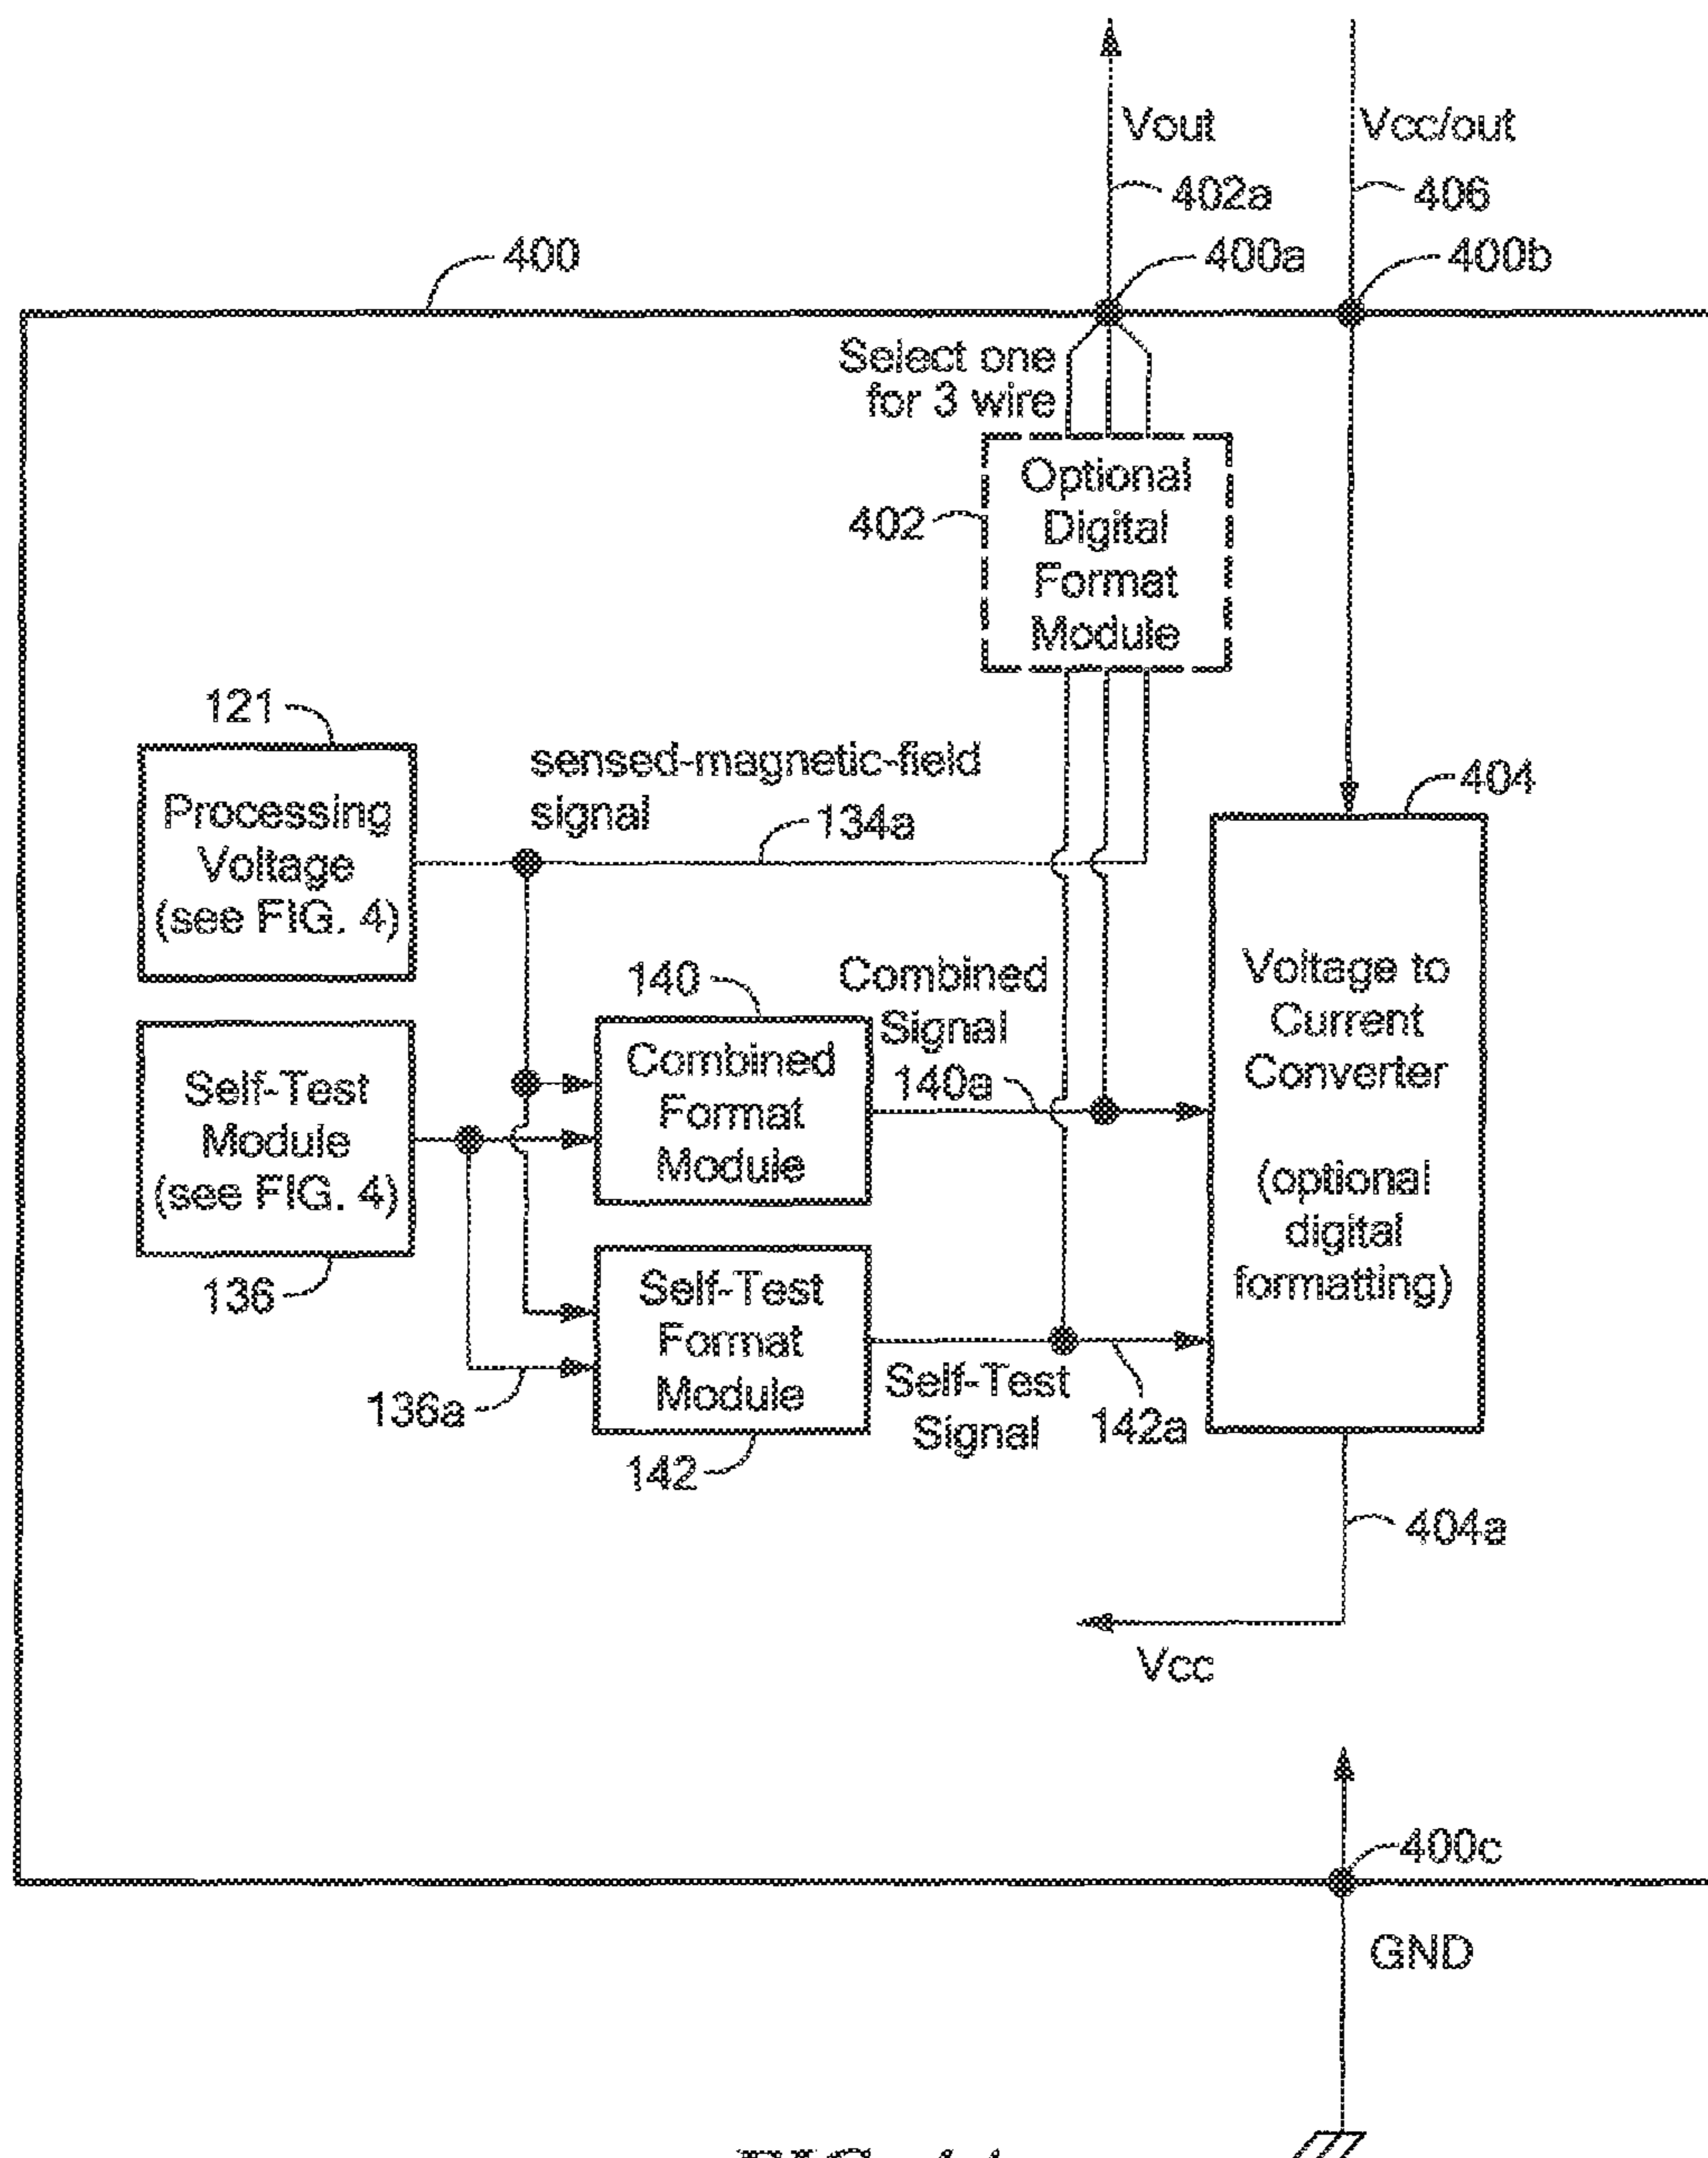 Vout
Vcc/out
402a
406
400
400a
400b
Select one
for 3 wire
Optional
Digital
Format
Module
402
121
sensed-magnetic-field
signal
134a
404
Processing
Voltage
(see FIG. 4)
140
Combined
Signal
140a
Combined
Format
Module
Voltage to
Current
Converter
(optional
digital
formatting)
Self-Test
Module
(see FIG. 4)
136
Self-Test
Format
Module
136a
Self-Test
Signal
142a
142
404a
Vcc
400c
GND